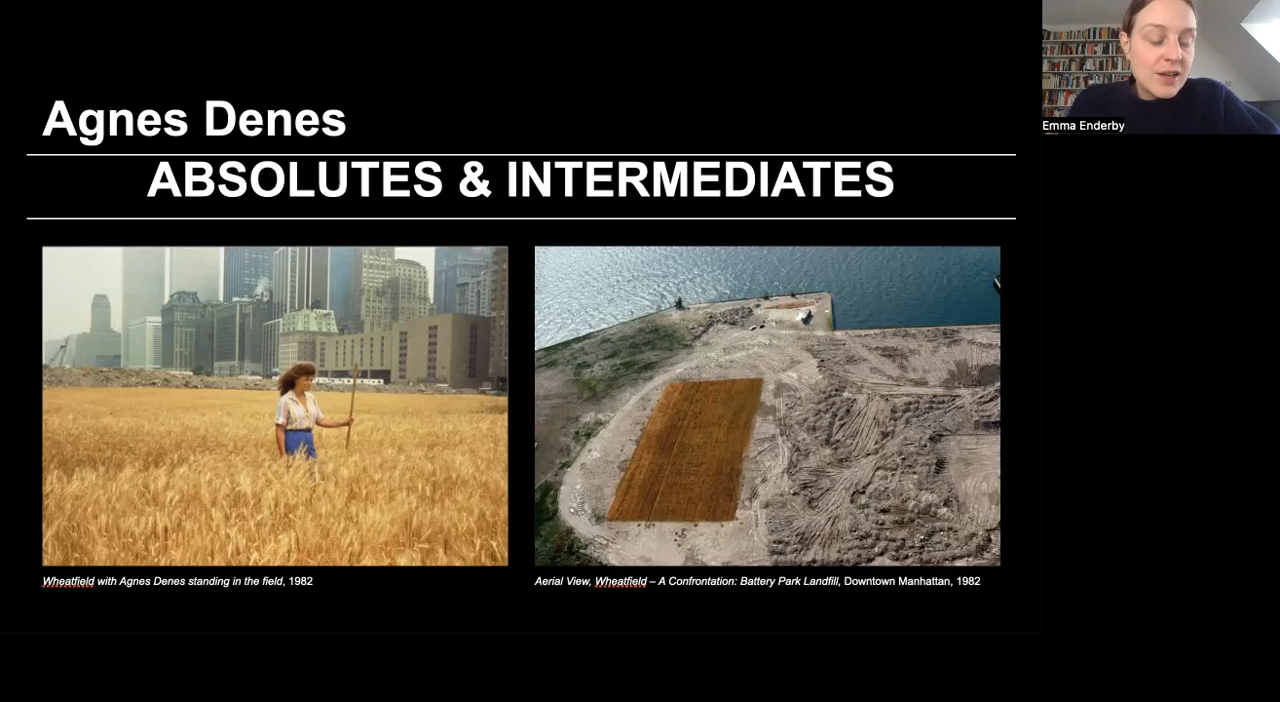 Agnes Denes
ABSOLUTES & INTERMEDIATES
Emma Enderby
Wheatfield with Agnes Denes standing in the field, 1982
Aerial View, Wheatfield – A Confrontation: Battery Park Landfill, Downtown Manhattan, 1982